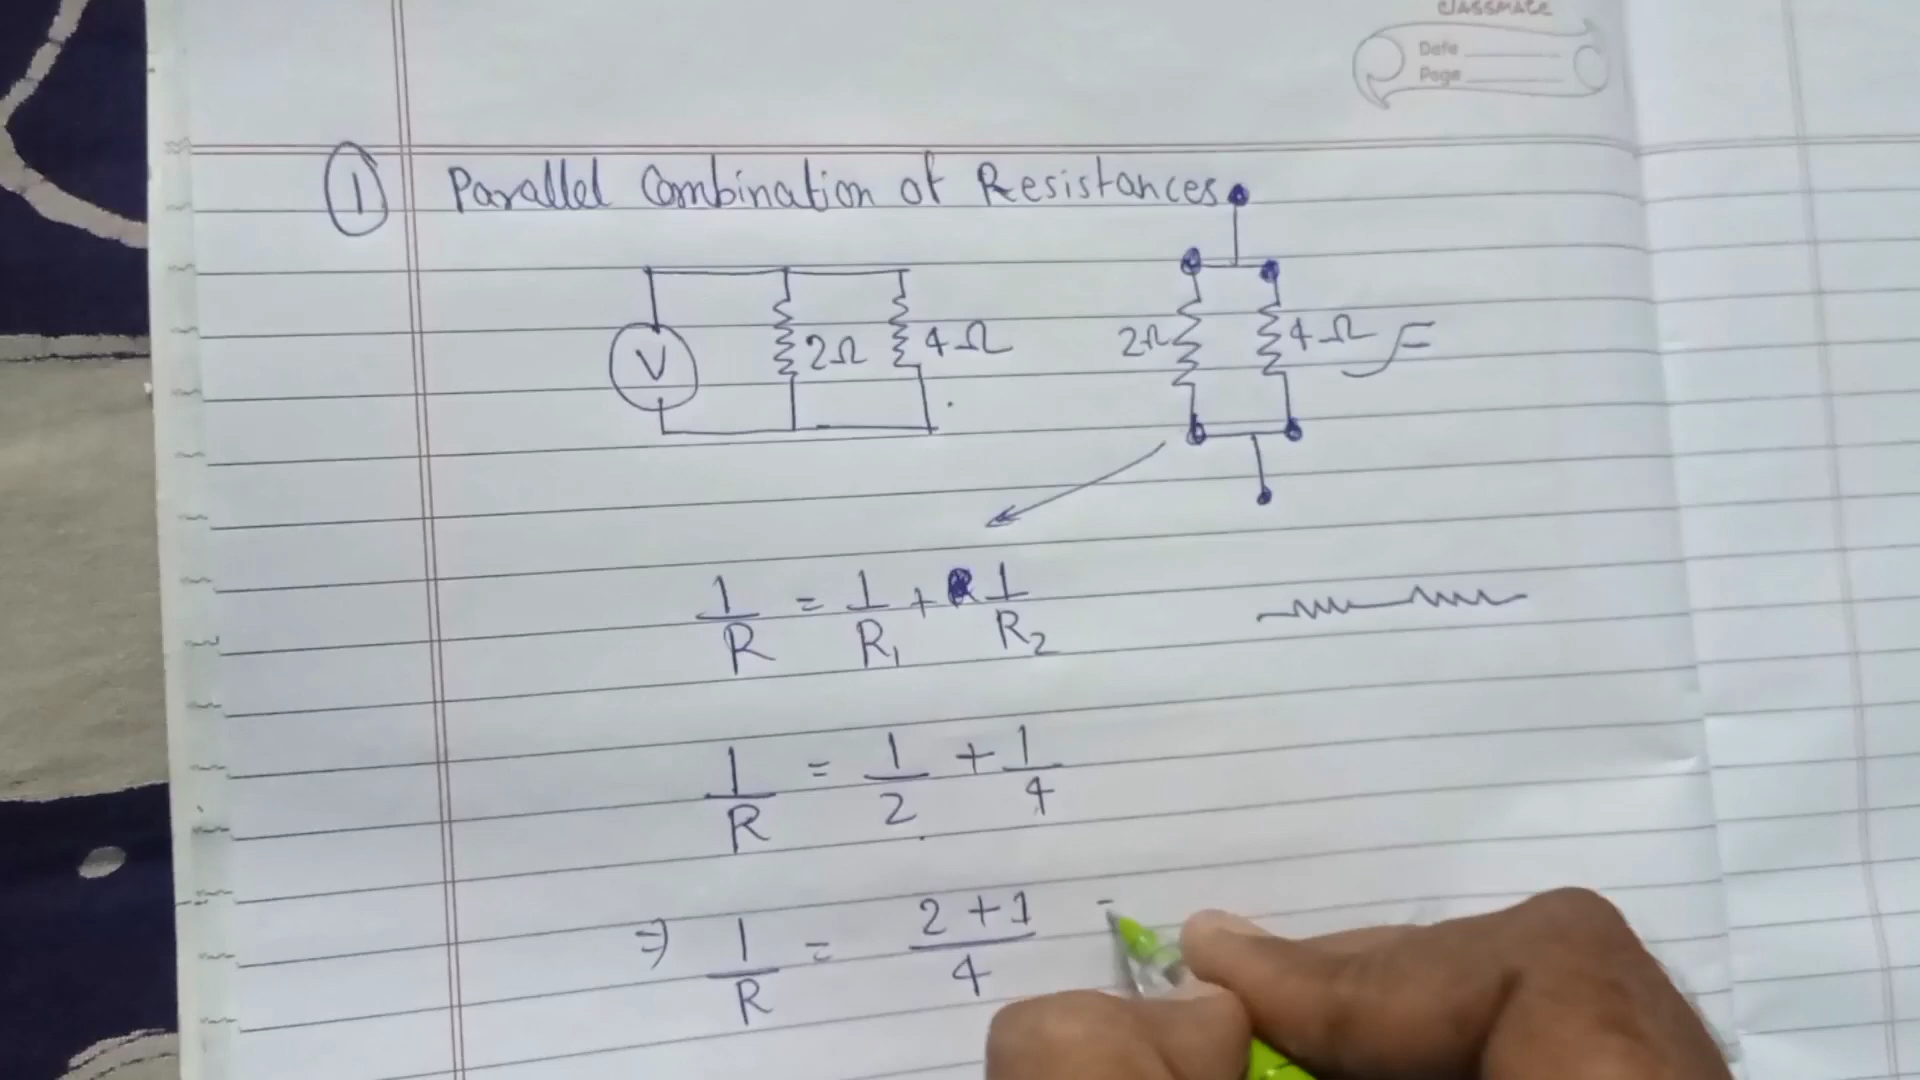 classmate
Date
Page
① Parallel Combination of Resistances
V 2Ω 4Ω 2Ω 4Ω
1/R = 1/R₁ + 1/R₂
1/R = 1/2 + 1/4
⇒ 1/R = (2+1)/4 =